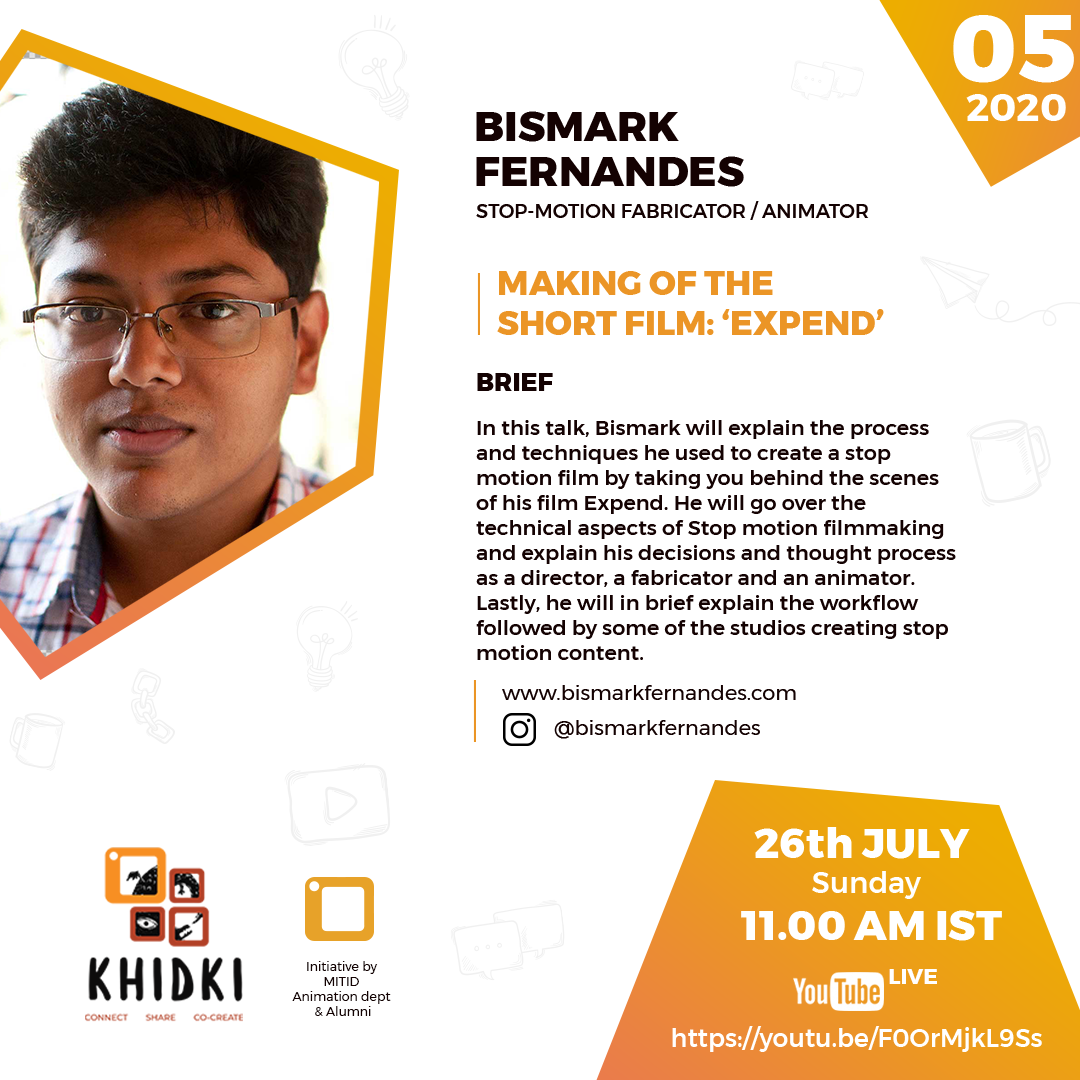 05
2020
BISMARK
FERNANDES
STOP-MOTION FABRICATOR / ANIMATOR
MAKING OF THE
SHORT FILM: ‘EXPEND’
BRIEF
In this talk, Bismark will explain the process
and techniques he used to create a stop
motion film by taking you behind the scenes
of his film Expend. He will go over the
technical aspects of Stop motion filmmaking
and explain his decisions and thought process
as a director, a fabricator and an animator.
Lastly, he will in brief explain the workflow
followed by some of the studios creating stop
motion content.
www.bismarkfernandes.com
@bismarkfernandes
26th JULY
Sunday
11.00 AM IST
YouTube LIVE
https://youtu.be/F0OrMjkL9Ss
KHIDKI
CONNECT SHARE CO-CREATE
Initiative by
MITID
Animation dept
& Alumni